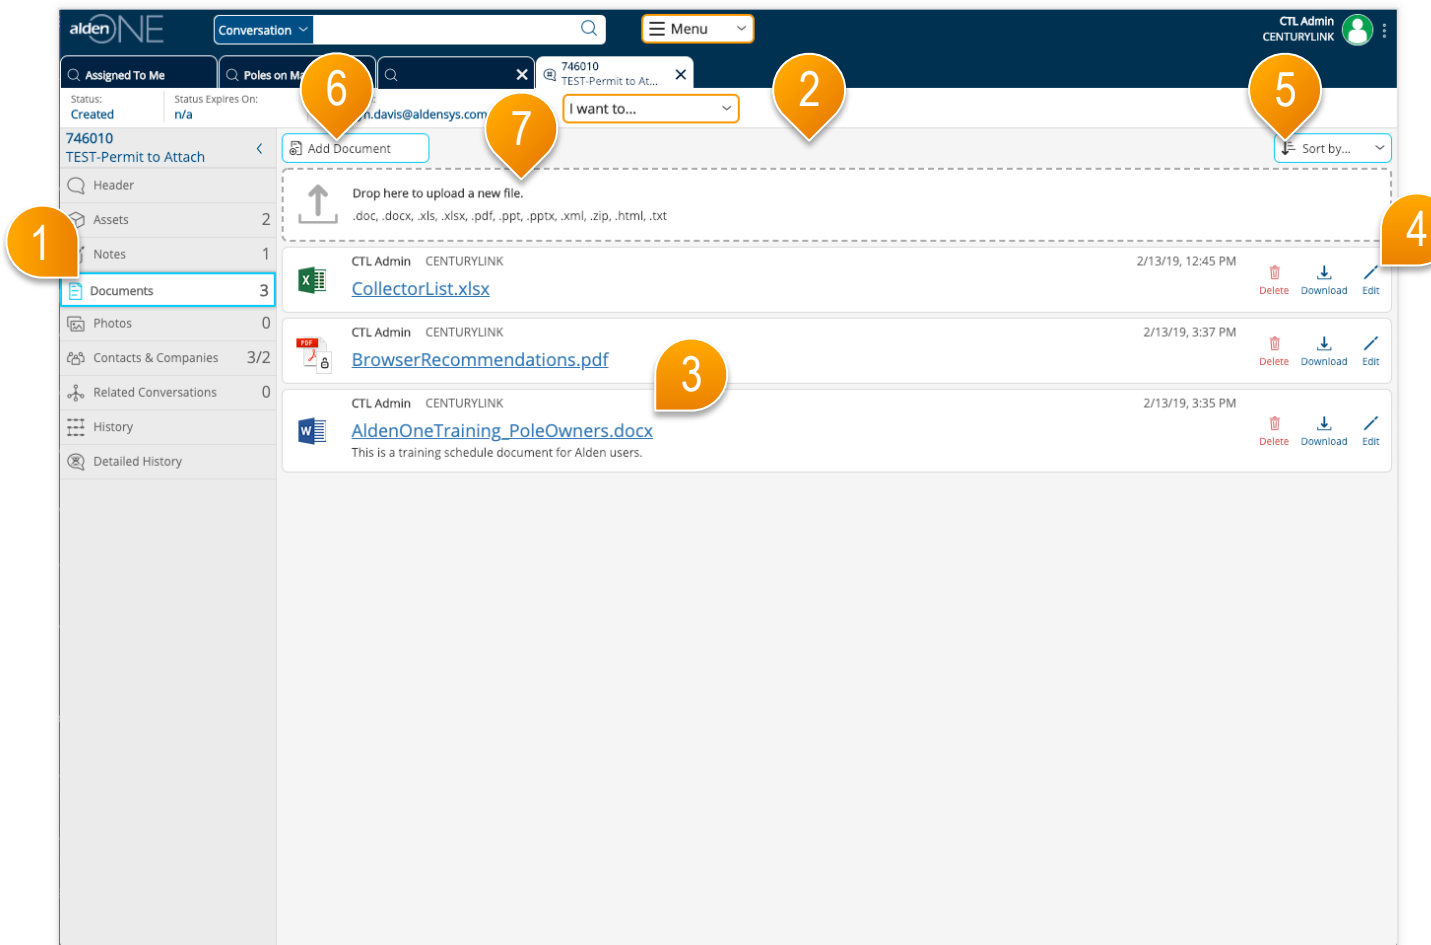 alden ONE
Conversation
Menu
CTL Admin
CENTURYLINK
Assigned To Me
Poles on Ma
746010
TEST-Permit to At...
6
2
5
Status:
Created
Status Expires On:
n/a
n.davis@aldensys.com
7
I want to...
746010
TEST-Permit to Attach
Add Document
Sort by...
Header
Drop here to upload a new file.
.doc, .docx, .xls, .xlsx, .pdf, .ppt, .pptx, .xml, .zip, .html, .txt
1
Assets 2
4
Notes 1
Documents 3
Photos 0
Contacts & Companies 3/2
Related Conversations 0
History
Detailed History
CTL Admin CENTURYLINK 2/13/19, 12:45 PM
CollectorList.xlsx
Delete Download Edit
CTL Admin CENTURYLINK 2/13/19, 3:37 PM
PDF
BrowserRecommendations.pdf
Delete Download Edit
3
CTL Admin CENTURYLINK 2/13/19, 3:35 PM
AldenOneTraining_PoleOwners.docx
Delete Download Edit
This is a training schedule document for Alden users.